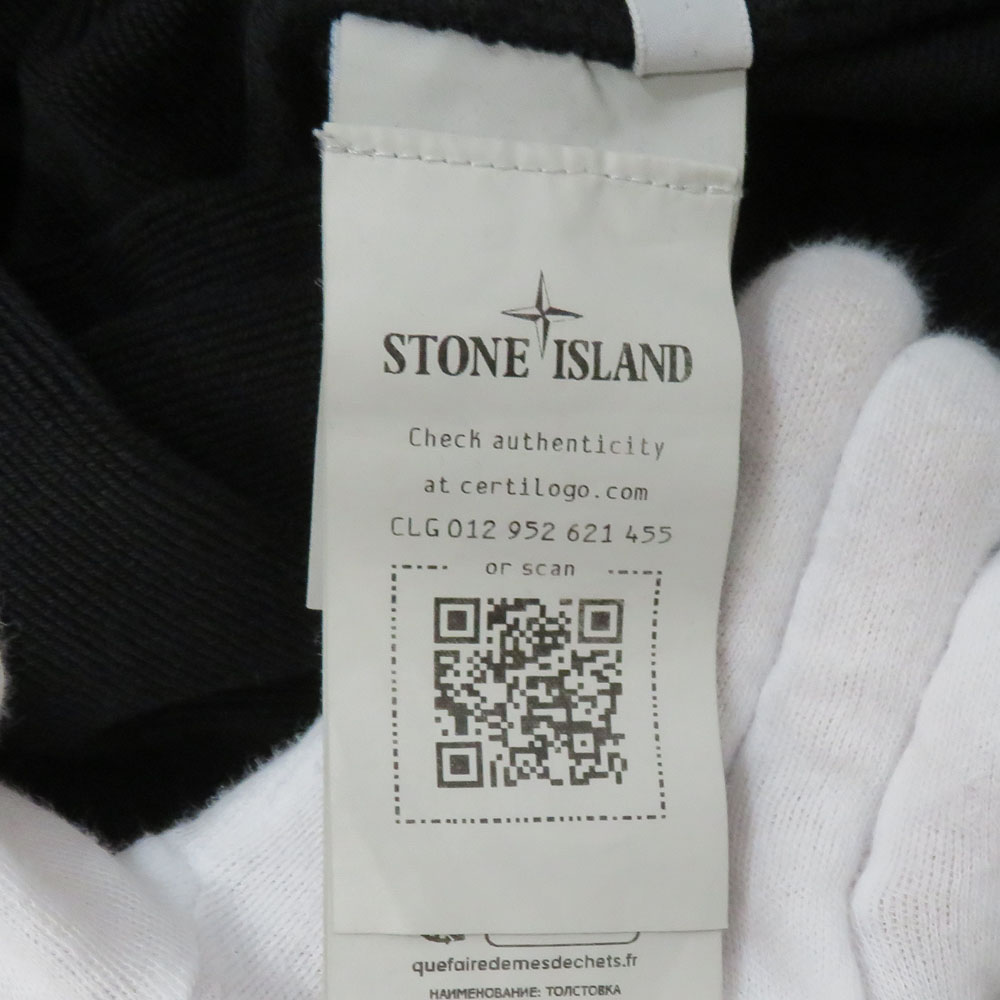 STONE ISLAND
Check authenticity
at certilogo.com
CLG 012 952 621 455
or scan
quefairedemesdechets.fr
НАИМЕНОВАНИЕ: ТОЛСТОВКА